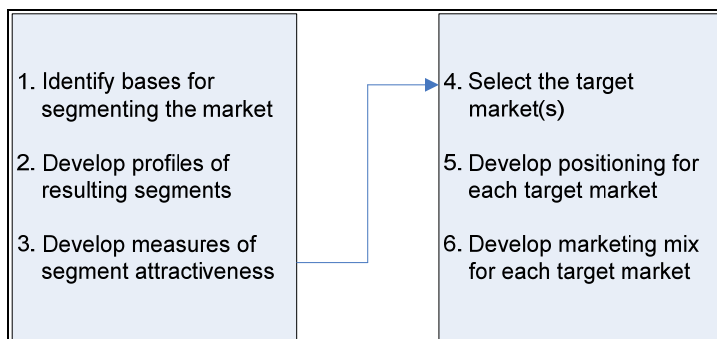 1. Identify bases for
segmenting the market
2. Develop profiles of
resulting segments
3. Develop measures of
segment attractiveness
4. Select the target
market(s)
5. Develop positioning for
each target market
6. Develop marketing mix
for each target market